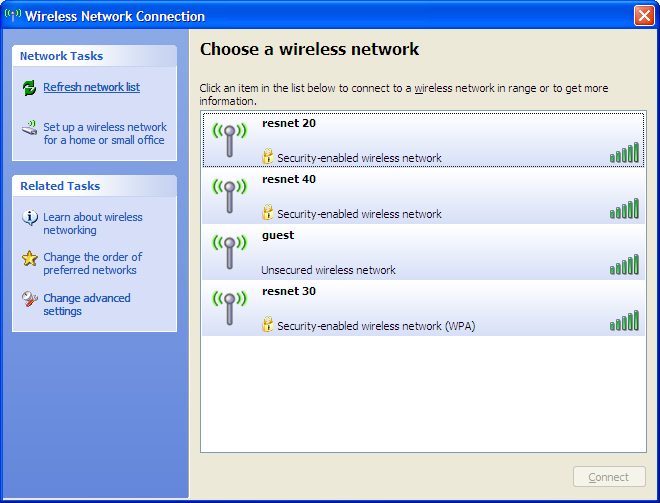 Wireless Network Connection
Network Tasks
Refresh network list
Set up a wireless network
for a home or small office
Related Tasks
Learn about wireless
networking
Change the order of
preferred networks
Change advanced
settings
Choose a wireless network
Click an item in the list below to connect to a wireless network in range or to get more
information.
resnet 20
Security-enabled wireless network
resnet 40
Security-enabled wireless network
guest
Unsecured wireless network
resnet 30
Security-enabled wireless network (WPA)
Connect